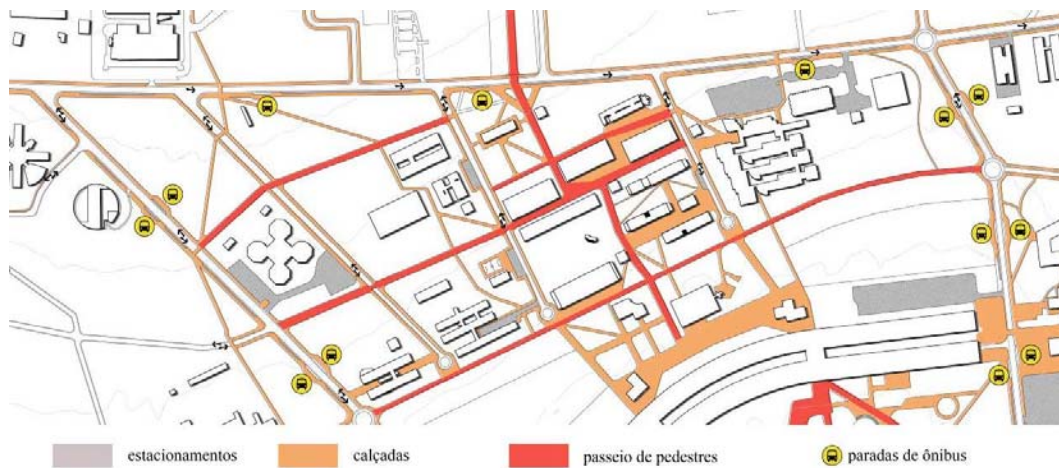 estacionamentos calçadas passeio de pedestres paradas de ônibus